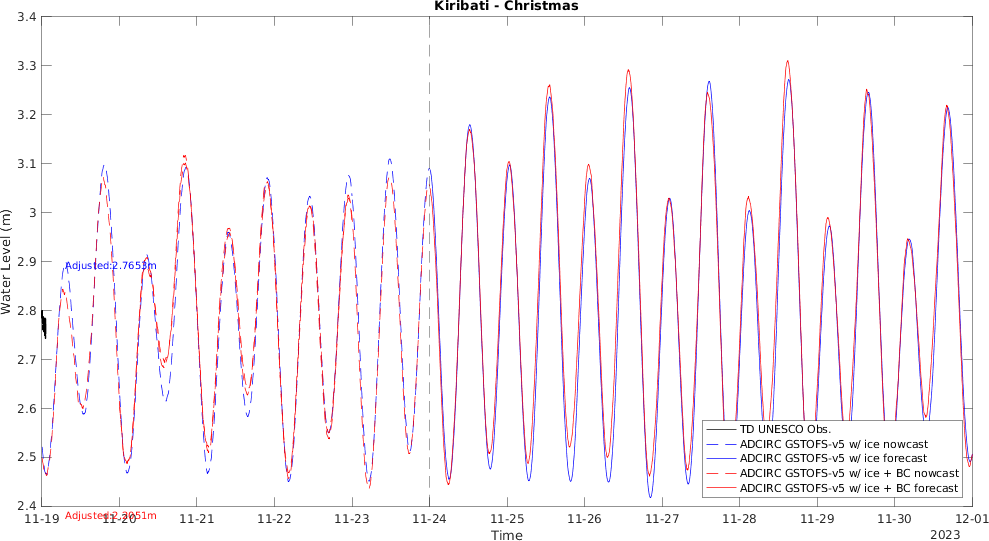 Kiribati - Christmas
3.4
3.3
3.2
3.1
3
2.9
2.8
2.7
2.6
2.5
2.4
Water Level (m)
Adjusted:2.7653m
TD UNESCO Obs.
ADCIRC GSTOFS-v5 w/ ice nowcast
ADCIRC GSTOFS-v5 w/ ice forecast
ADCIRC GSTOFS-v5 w/ ice + BC nowcast
ADCIRC GSTOFS-v5 w/ ice + BC forecast
11-19 11-20 11-21 11-22 11-23 11-24 11-25 11-26 11-27 11-28 11-29 11-30 12-01
Time
2023